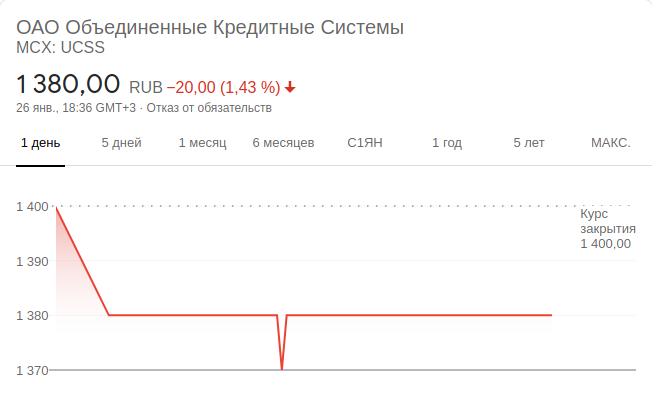 ОАО Объединенные Кредитные Системы
MCX: UCSS
1 380,00 RUB −20,00 (1,43 %)
26 янв., 18:36 GMT+3 · Отказ от обязательств
1 день 5 дней 1 месяц 6 месяцев С1ЯН 1 год 5 лет МАКС.
1 400
Курс
закрытия
1 400,00
1 390
1 380
1 370